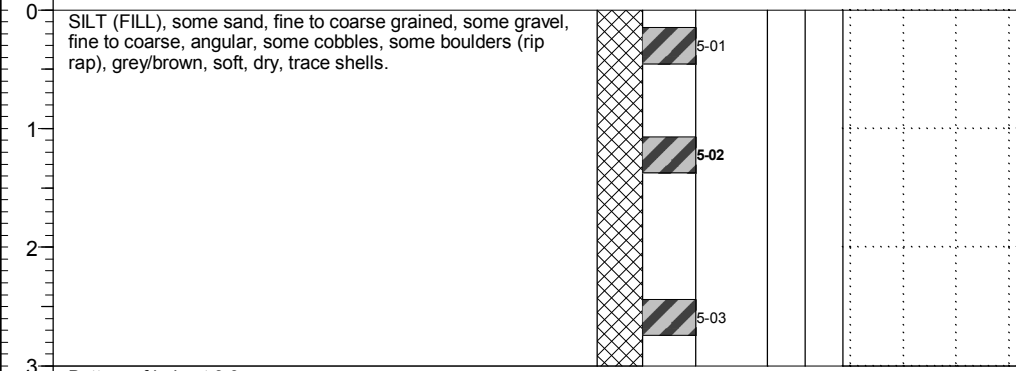 0
SILT (FILL), some sand, fine to coarse grained, some gravel,
fine to coarse, angular, some cobbles, some boulders (rip
rap), grey/brown, soft, dry, trace shells.
5-01
1
5-02
2
5-03
3